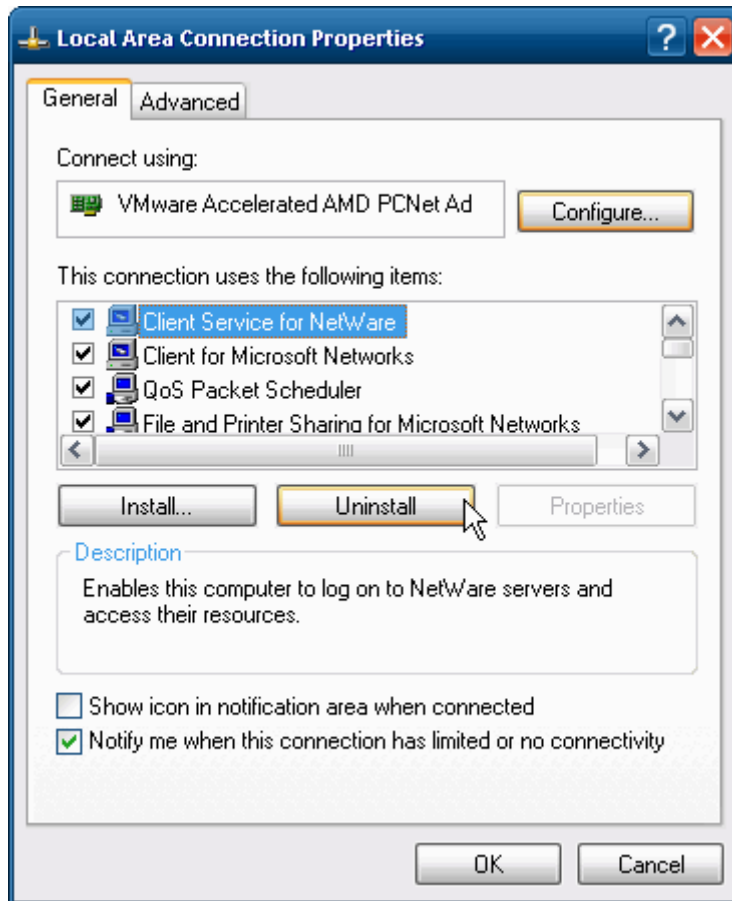 Local Area Connection Properties
General
Advanced
Connect using:
VMware Accelerated AMD PCNet Ad
Configure...
This connection uses the following items:
Client Service for NetWare
Client for Microsoft Networks
QoS Packet Scheduler
File and Printer Sharing for Microsoft Networks
Install...
Uninstall
Properties
Description
Enables this computer to log on to NetWare servers and
access their resources.
Show icon in notification area when connected
Notify me when this connection has limited or no connectivity
OK
Cancel